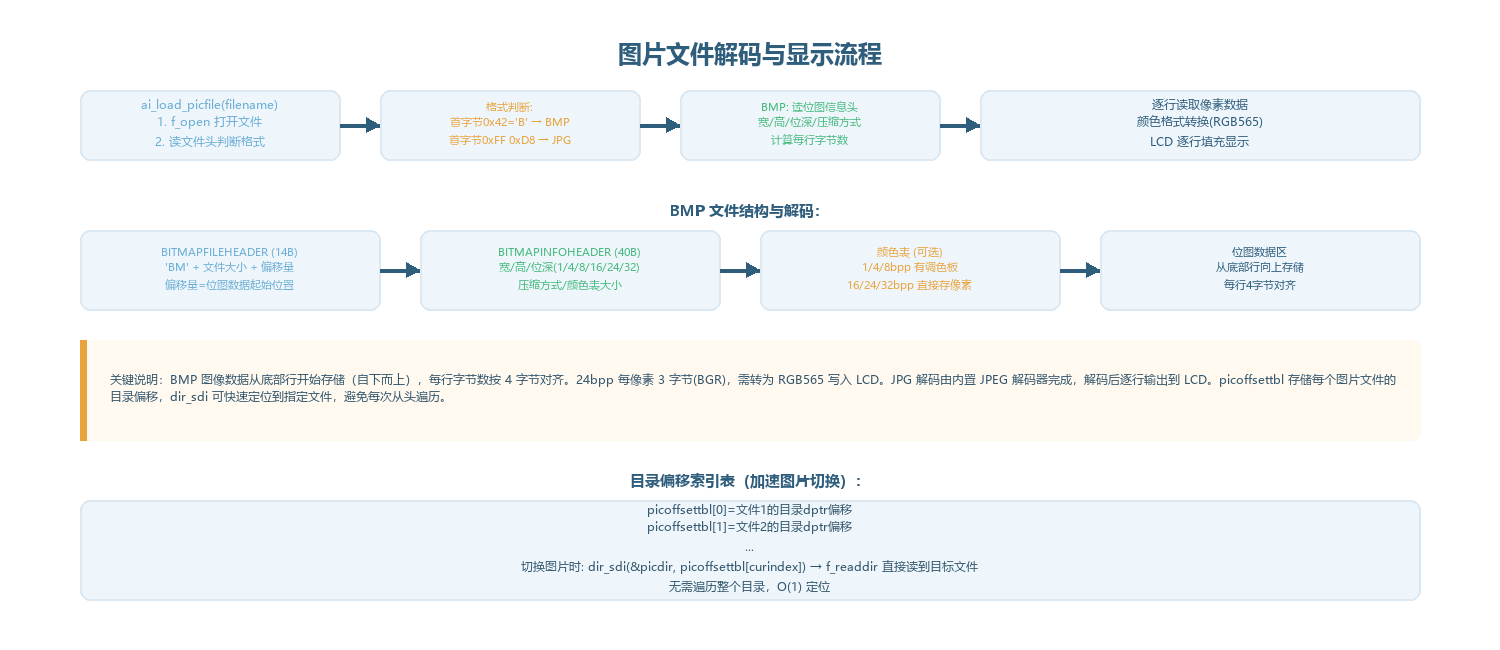 图片文件解码与显示流程
ai_load_picfile(filename)
1. f_open 打开文件
2. 读文件头判断格式
格式判断:
首字节0x42='B' → BMP
首字节0xFF 0xD8 → JPG
BMP: 读位图信息头
宽/高/位深/压缩方式
计算每行字节数
逐行读取像素数据
颜色格式转换(RGB565)
LCD 逐行填充显示
BMP 文件结构与解码：
BITMAPFILEHEADER (14B)
'BM' + 文件大小 + 偏移量
偏移量=位图数据起始位置
BITMAPINFOHEADER (40B)
宽/高/位深(1/4/8/16/24/32)
压缩方式/颜色表大小
颜色表 (可选)
1/4/8bpp 有调色板
16/24/32bpp 直接存像素
位图数据区
从底部行向上存储
每行4字节对齐
关键说明：BMP 图像数据从底部行开始存储（自下而上），每行字节数按 4 字节对齐。24bpp 每像素 3 字节(BGR)，需转为 RGB565 写入 LCD。JPG 解码由内置 JPEG 解码器完成，解码后逐行输出到 LCD。picoffsettbl 存储每个图片文件的
目录偏移，dir_sdi 可快速定位到指定文件，避免每次从头遍历。
目录偏移索引表（加速图片切换）：
picoffsettbl[0]=文件1的目录dptr偏移
picoffsettbl[1]=文件2的目录dptr偏移
...
切换图片时: dir_sdi(&picdir, picoffsettbl[curindex]) → f_readdir 直接读到目标文件
无需遍历整个目录，O(1) 定位